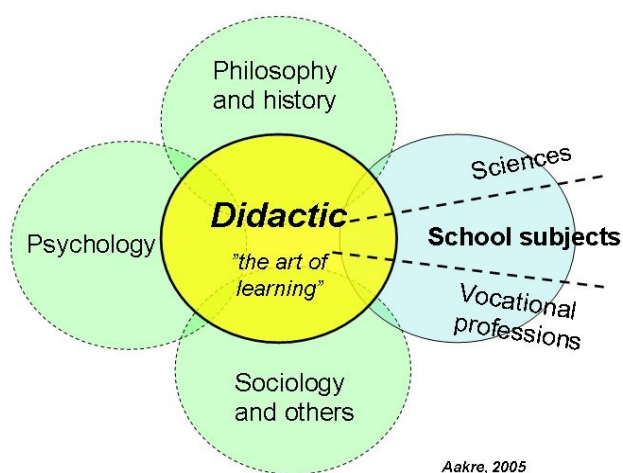 Philosophy
and history
Sciences
Didactic
Psychology
School subjects
”the art of
learning”
Vocational
professions
Sociology
and others
Aakre, 2005